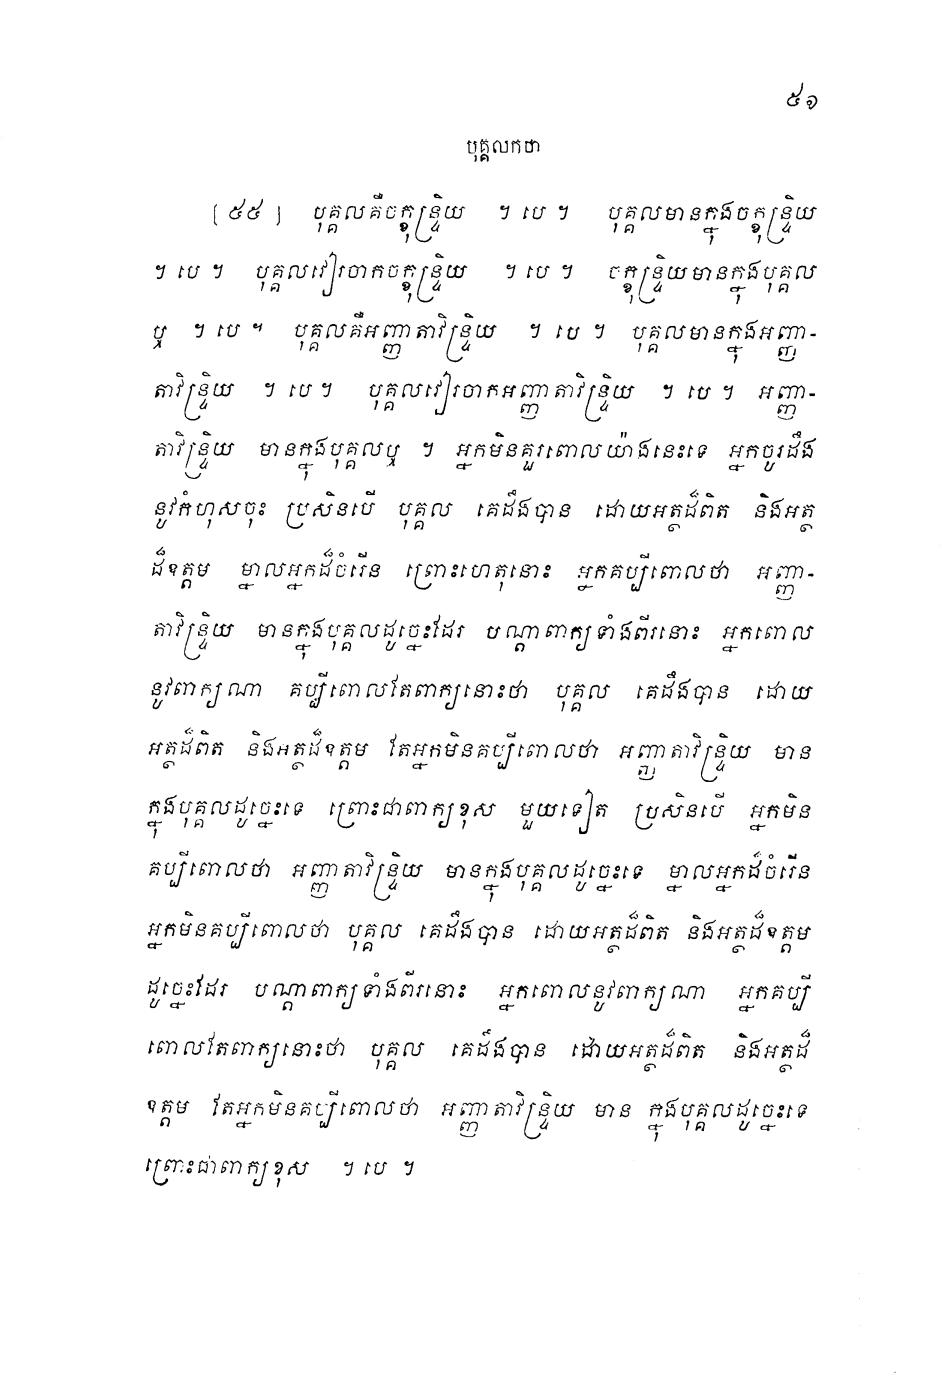 ៥១
បុគ្គលកថា
[ ៥៥ ] បុគ្គលគឺចក្ខុន្ទ្រិយ ។ បេ ។ បុគ្គលមានក្នុងចក្ខុន្ទ្រិយ
។ បេ ។ បុគ្គលវៀរចាកចក្ខុន្ទ្រិយ ។ បេ ។ ចក្ខុន្ទ្រិយមានក្នុងបុគ្គល
ឬ ។ បេ ។ បុគ្គលគឺអញ្ញាតាវិន្ទ្រិយ ។ បេ ។ បុគ្គលមានក្នុងអញ្ញា-
តាវិន្ទ្រិយ ។ បេ ។ បុគ្គលវៀរចាកអញ្ញាតាវិន្ទ្រិយ ។ បេ ។ អញ្ញា-
តាវិន្ទ្រិយ មានក្នុងបុគ្គលឬ ។ អ្នកមិនគួរពោលយ៉ាងនេះទេ អ្នកចូរដឹង
នូវកំហុសចុះ ប្រសិនបើ បុគ្គល គេដឹងបាន ដោយអត្ថដ៏ពិត និងអត្ថ
ដ៏ឧត្តម ម្នាលអ្នកដ៏ចំរើន ព្រោះហេតុនោះ អ្នកគប្បីពោលថា អញ្ញា-
តាវិន្ទ្រិយ មានក្នុងបុគ្គលដូច្នេះដែរ បណ្តាពាក្យទាំងពីរនោះ អ្នកពោល
នូវពាក្យណា គប្បីពោលតែពាក្យនោះថា បុគ្គល គេដឹងបាន ដោយ
អត្ថដ៏ពិត និងអត្ថដ៏ឧត្តម តែអ្នកមិនគប្បីពោលថា អញ្ញាតាវិន្ទ្រិយ មាន
ក្នុងបុគ្គលដូច្នេះទេ ព្រោះជាពាក្យខុស មួយទៀត ប្រសិនបើ អ្នកមិន
គប្បីពោលថា អញ្ញាតាវិន្ទ្រិយ មានក្នុងបុគ្គលដូច្នេះទេ ម្នាលអ្នកដ៏ចំរើន
អ្នកមិនគប្បីពោលថា បុគ្គល គេដឹងបាន ដោយអត្ថដ៏ពិត និងអត្ថដ៏ឧត្តម
ដូច្នេះដែរ បណ្តាពាក្យទាំងពីរនោះ អ្នកពោលនូវពាក្យណា អ្នកគប្បី
ពោលតែពាក្យនោះថា បុគ្គល គេដឹងបាន ដោយអត្ថដ៏ពិត និងអត្ថដ៏
ឧត្តម តែអ្នកមិនគប្បីពោលថា អញ្ញាតាវិន្ទ្រិយ មាន ក្នុងបុគ្គលដូច្នេះទេ
ព្រោះជាពាក្យខុស ។ បេ ។